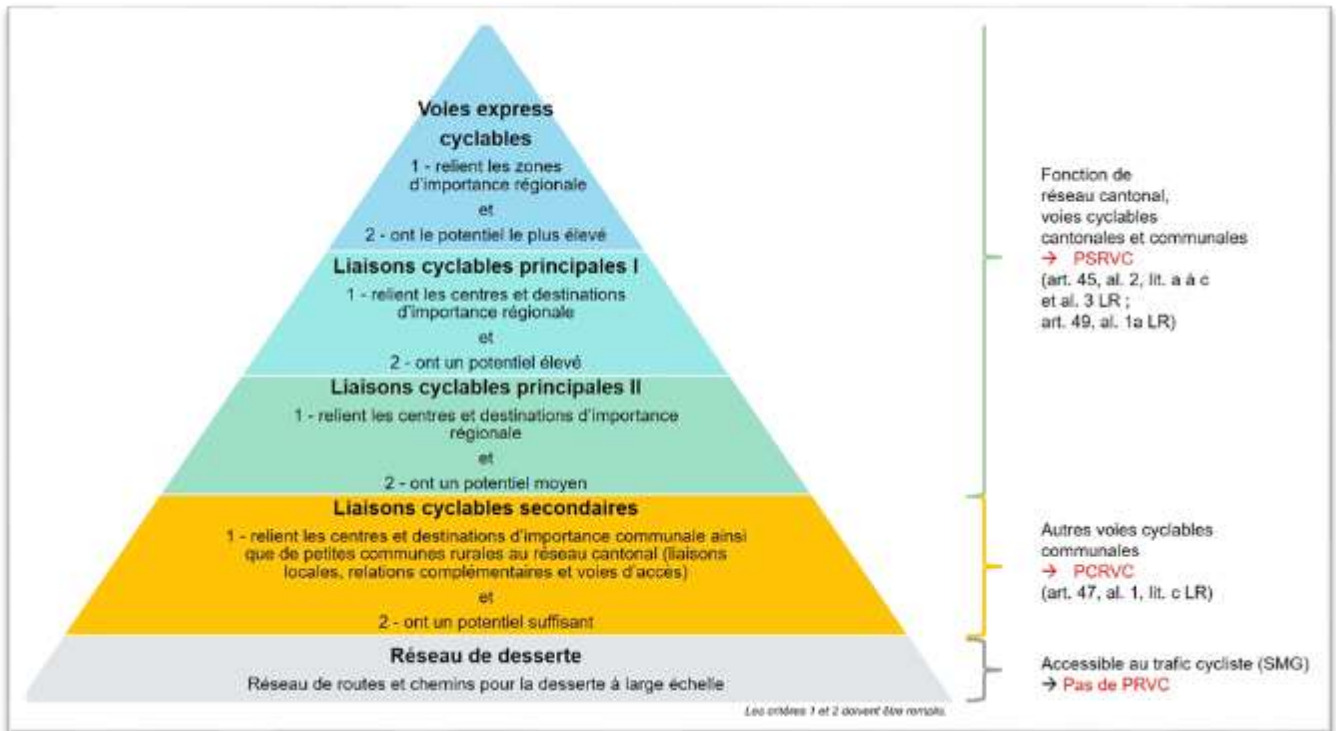 Voies express
cyclables
1 - relient les zones
d'importance régionale
et
2 - ont le potentiel le plus élevé
Liaisons cyclables principales I
1 - relient les centres et destinations
d'importance régionale
et
2 - ont un potentiel élevé
Liaisons cyclables principales II
1 - relient les centres et destinations d'importance
régionale
et
2 - ont un potentiel moyen
Liaisons cyclables secondaires
1 - relient les centres et destinations d'importance communale ainsi
que de petites communes rurales au réseau cantonal (liaisons
locales, relations complémentaires et voies d'accès)
et
2 - ont un potentiel suffisant
Réseau de desserte
Réseau de routes et chemins pour la desserte à large échelle
Les critères 1 et 2 doivent être remplis.
Fonction de
réseau cantonal,
voies cyclables
cantonales et communales
→ PSRVC
(art. 45, al. 2, lit. a à c
et al. 3 LR ;
art. 49, al. 1a LR)
Autres voies cyclables
communales
→ PCRVC
(art. 47, al. 1, lit. c LR)
Accessible au trafic cycliste (SMG)
→ Pas de PRVC